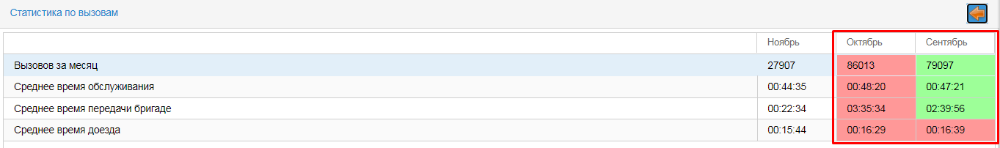 Статистика по вызовам
Ноябрь Октябрь Сентябрь
Вызовов за месяц 27907 86013 79097
Среднее время обслуживания 00:44:35 00:48:20 00:47:21
Среднее время передачи бригаде 00:22:34 03:35:34 02:39:56
Среднее время доезда 00:15:44 00:16:29 00:16:39